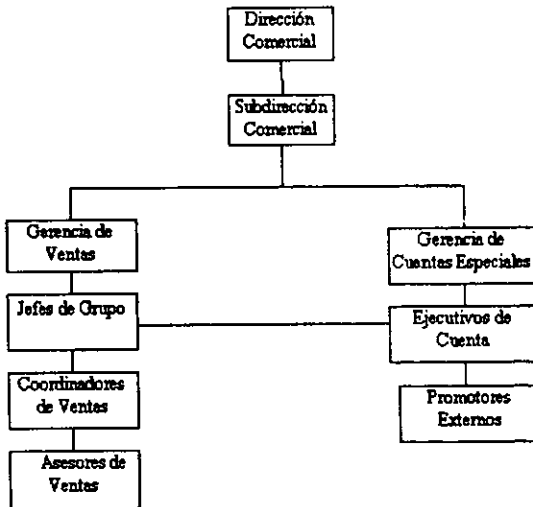 Dirección
Comercial
Subdirección
Comercial
Gerencia de
Ventas
Gerencia de
Cuentas Especiales
Jefes de Grupo
Ejecutivos de
Cuenta
Coordinadores
de Ventas
Promotores
Externos
Asesores de
Ventas